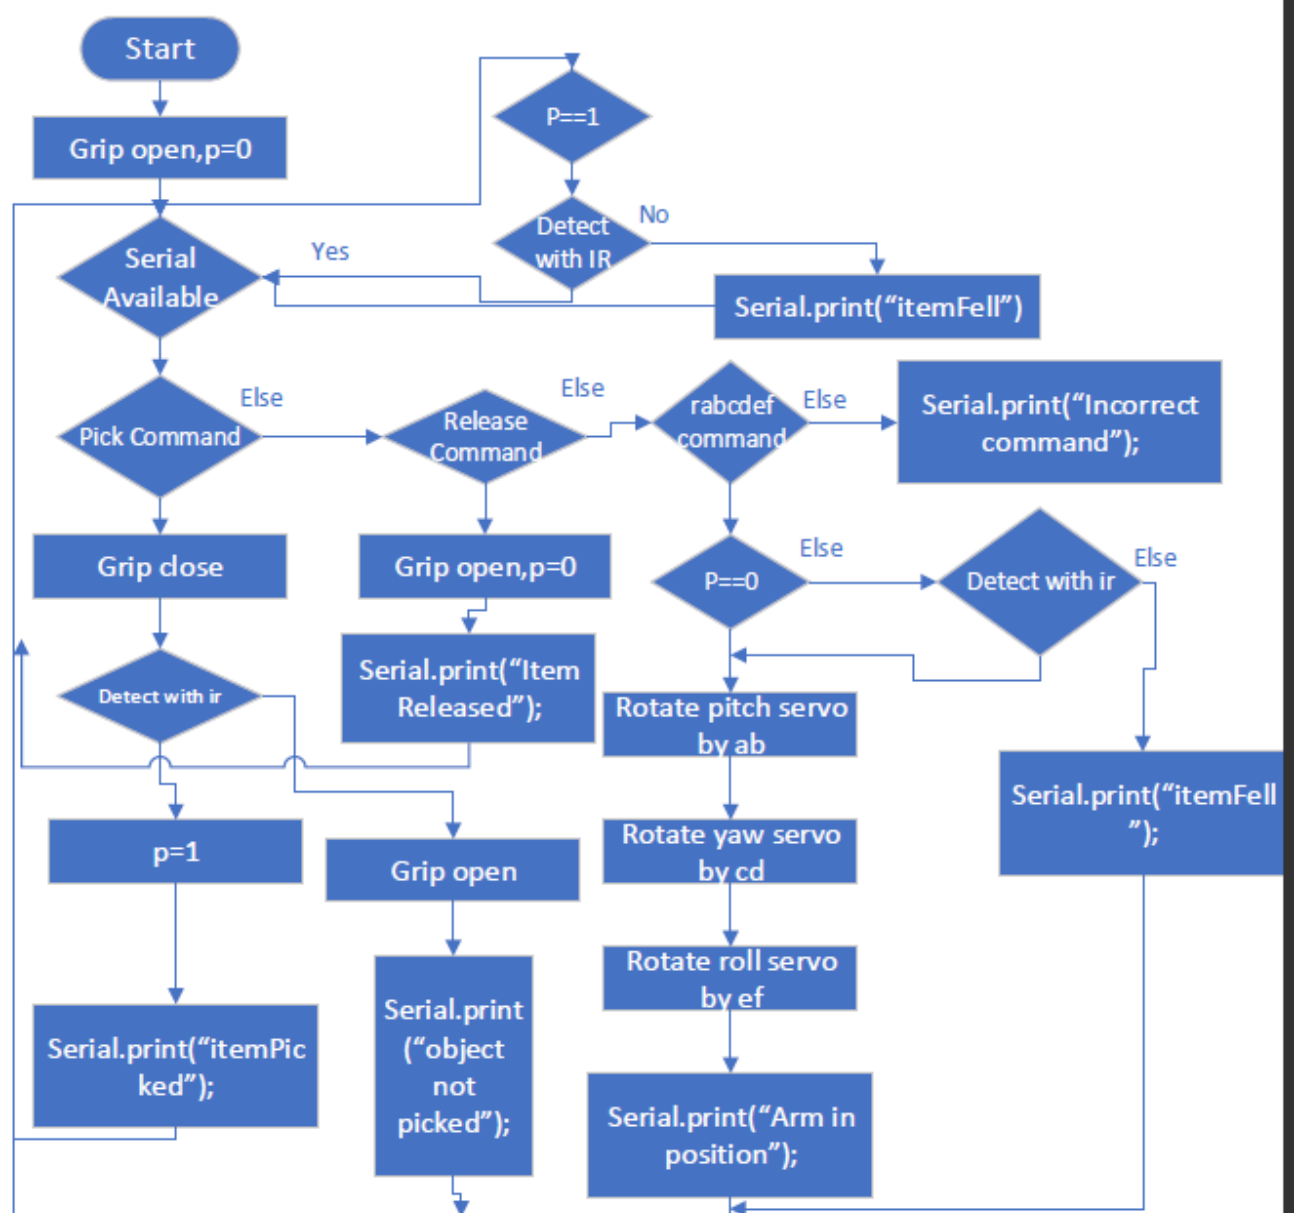 Start
P==1
Grip open,p=0
Detect
with IR
No
Yes
Serial
Available
Serial.print(“itemFell”)
Pick Command
Else
Release
Command
Else
rabcdef
command
Else
Serial.print(“Incorrect
command”);
Grip close
Grip open,p=0
P==0
Else
Detect with ir
Else
Detect with ir
Serial.print(“Item
Released”);
Rotate pitch servo
by ab
Serial.print(“itemFell
”);
p=1
Grip open
Rotate yaw servo
by cd
Rotate roll servo
by ef
Serial.print(“itemPic
ked”);
Serial.print
(“object
not
picked”);
Serial.print(“Arm in
position”);